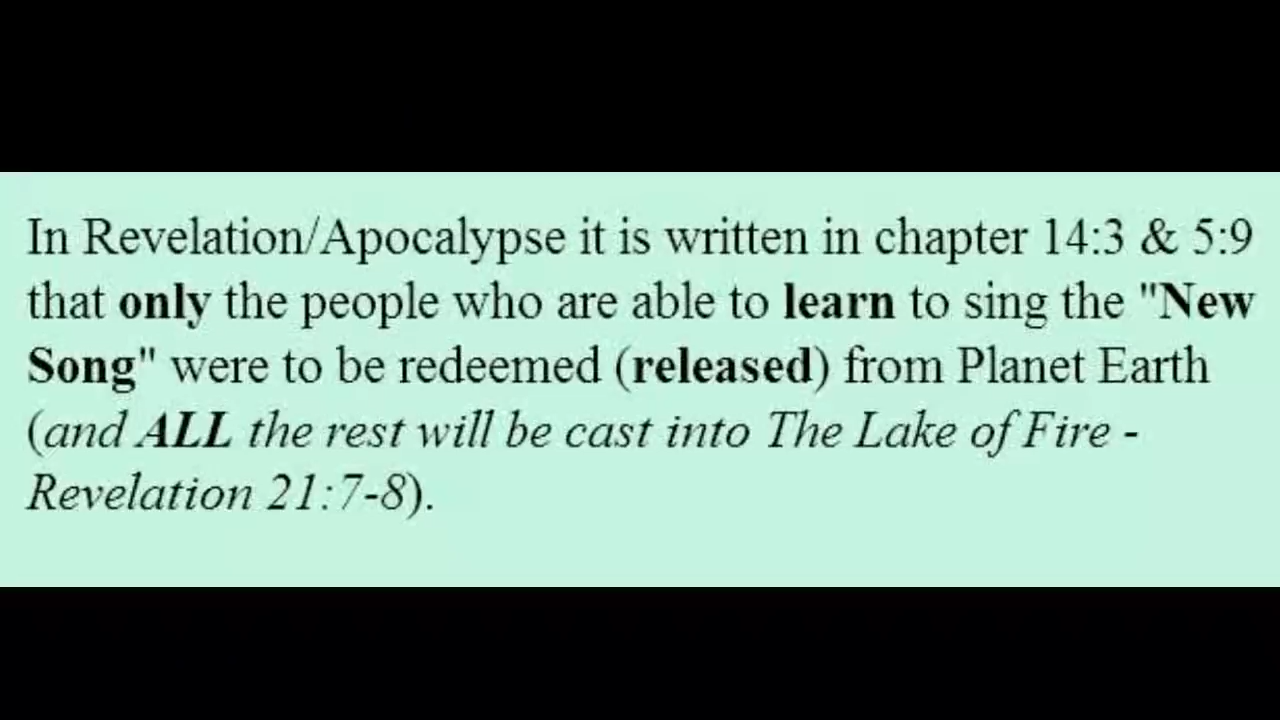 In Revelation/Apocalypse it is written in chapter 14:3 & 5:9
that only the people who are able to learn to sing the "New
Song" were to be redeemed (released) from Planet Earth
(and ALL the rest will be cast into The Lake of Fire -
Revelation 21:7-8).